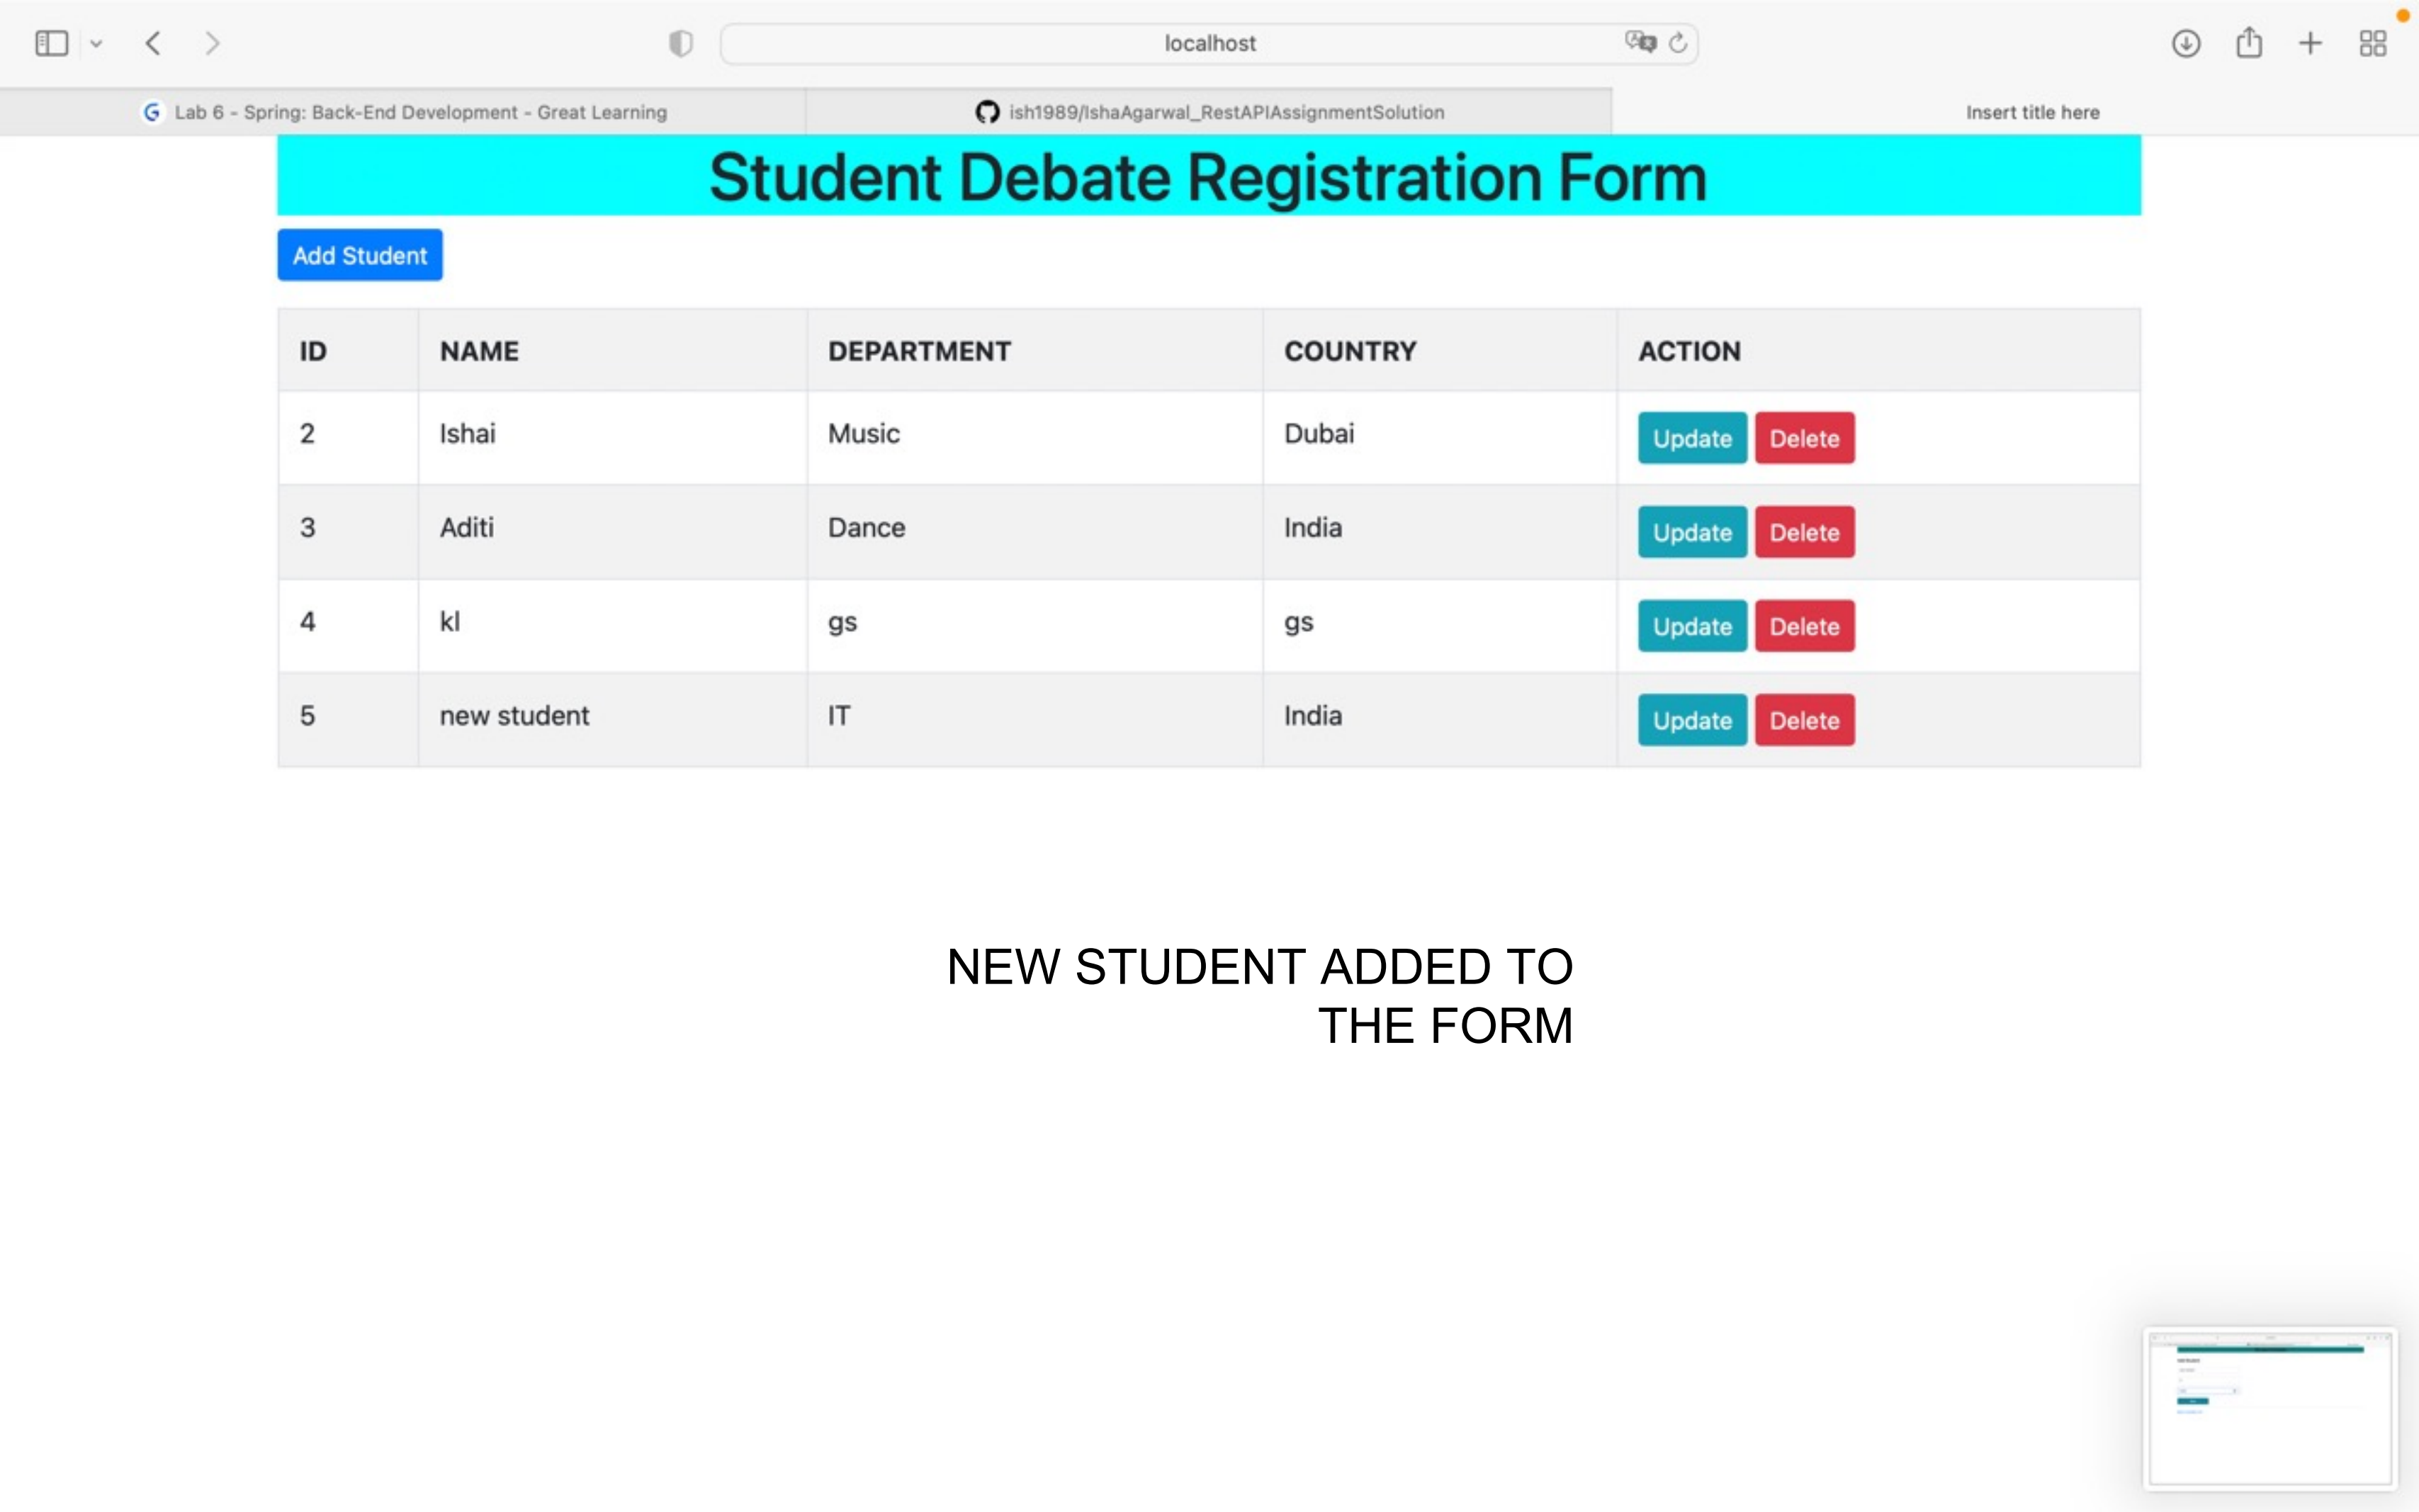 localhost
Lab 6 - Spring: Back-End Development - Great Learning
ish1989/IshaAgarwal_RestAPIAssignmentSolution
Insert title here
Student Debate Registration Form
Add Student
ID NAME DEPARTMENT COUNTRY ACTION
2 Ishai Music Dubai Update Delete
3 Aditi Dance India Update Delete
4 kl gs gs Update Delete
5 new student IT India Update Delete
NEW STUDENT ADDED TO
THE FORM